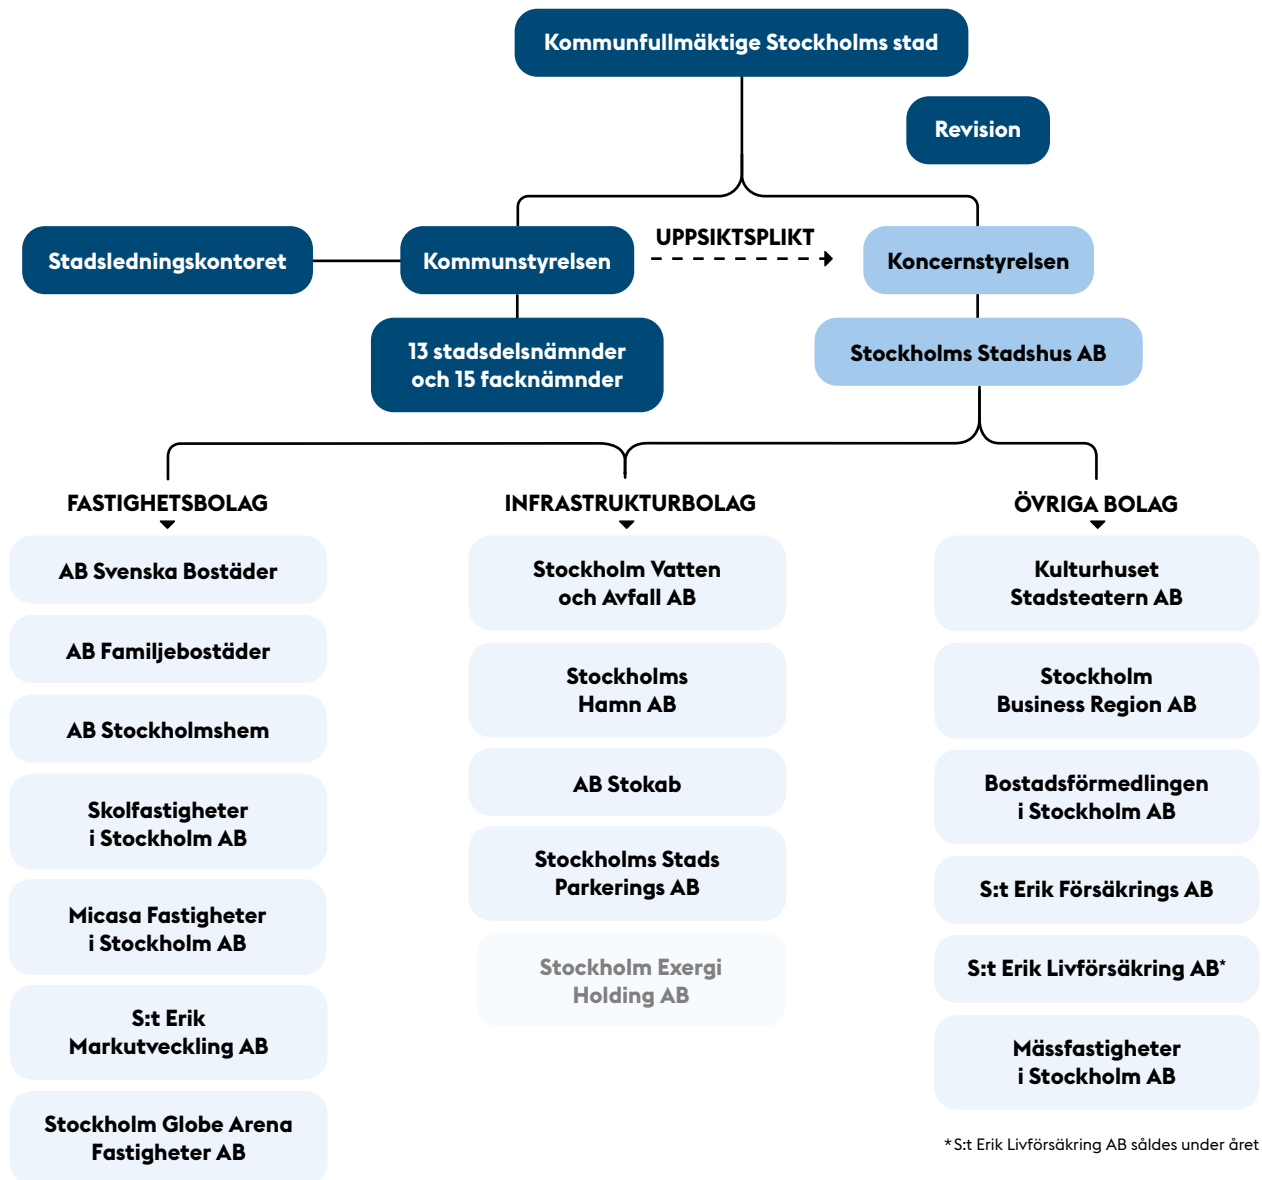 Kommunfullmäktige Stockholms stad
Revision
Stadsledningskontoret
Kommunstyrelsen
UPPSIKTSPLIKT
Koncernstyrelsen
13 stadsdelsnämnder
och 15 facknämnder
Stockholms Stadshus AB
FASTIGHETSBOLAG
AB Svenska Bostäder
AB Familjebostäder
AB Stockholmshem
Skolfastigheter
i Stockholm AB
Micasa Fastigheter
i Stockholm AB
S:t Erik
Markutveckling AB
Stockholm Globe Arena
Fastigheter AB
INFRASTRUKTURBOLAG
Stockholm Vatten
och Avfall AB
Stockholms
Hamn AB
AB Stokab
Stockholms Stads
Parkerings AB
Stockholm Exergi
Holding AB
ÖVRIGA BOLAG
Kulturhuset
Stadsteatern AB
Stockholm
Business Region AB
Bostadsförmedlingen
i Stockholm AB
S:t Erik Försäkrings AB
S:t Erik Livförsäkring AB*
Mässfastigheter
i Stockholm AB
*S:t Erik Livförsäkring AB såldes under året